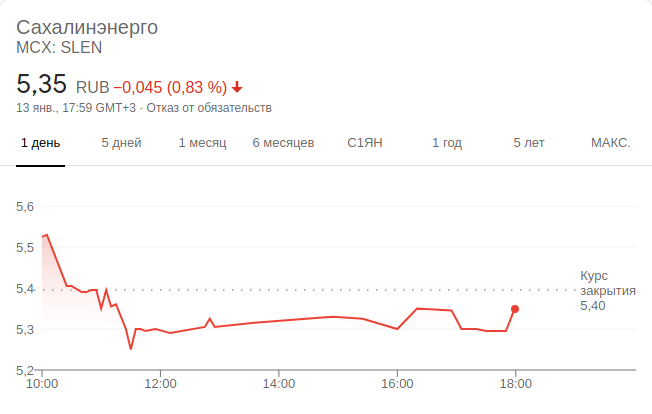 Сахалинэнерго
MCX: SLEN
5,35 RUB −0,045 (0,83 %)
13 янв., 17:59 GMT+3 · Отказ от обязательств
1 день 5 дней 1 месяц 6 месяцев С1ЯН 1 год 5 лет МАКС.
5,6
5,5
5,4
5,3
5,2
Курс
закрытия
5,40
10:00 12:00 14:00 16:00 18:00